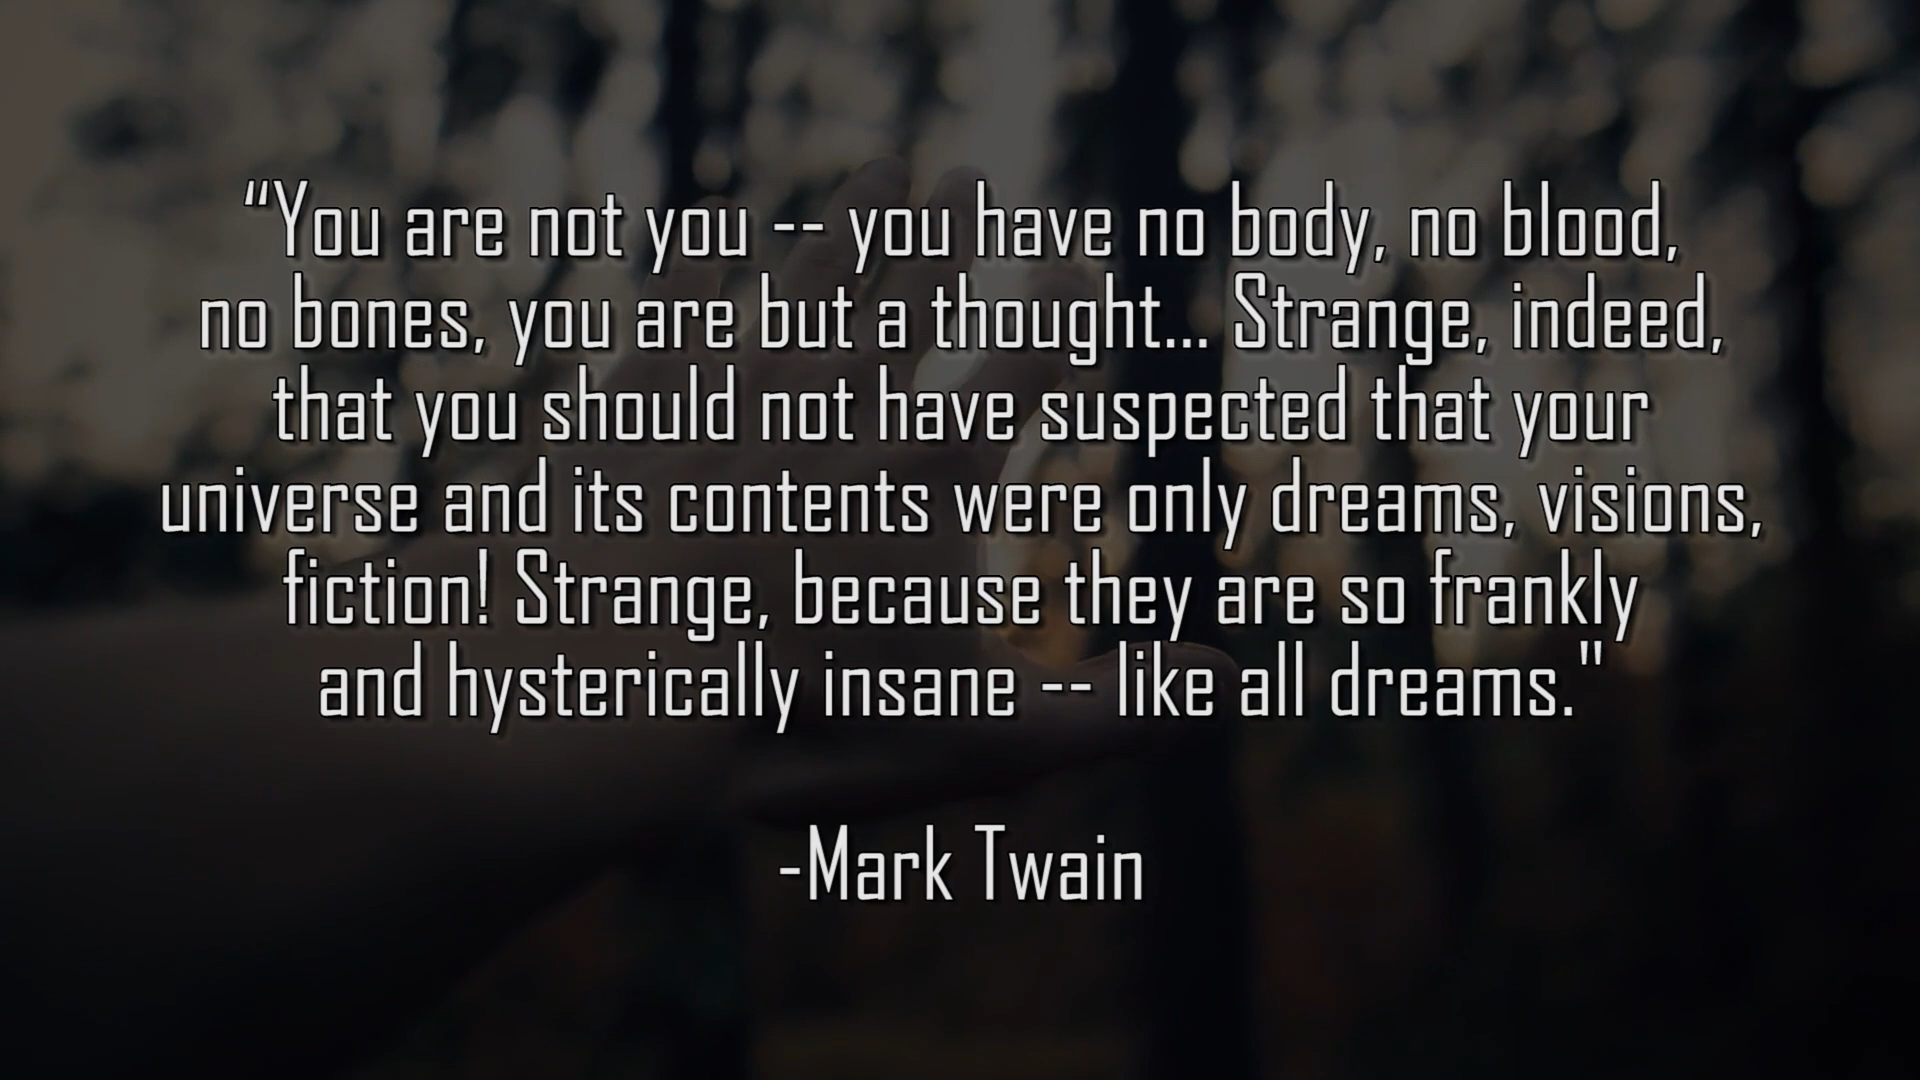 “You are not you -- you have no body, no blood,
no bones, you are but a thought... Strange, indeed,
that you should not have suspected that your
universe and its contents were only dreams, visions,
fiction! Strange, because they are so frankly
and hysterically insane -- like all dreams."
-Mark Twain